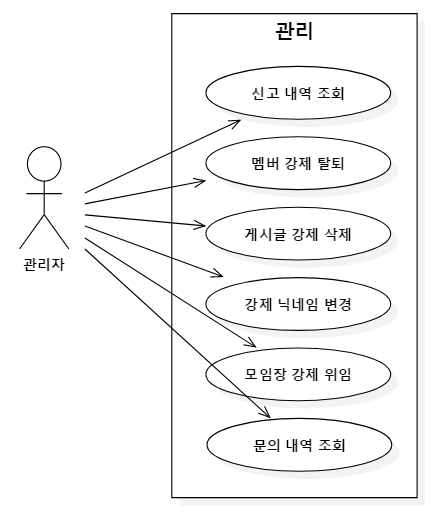 관리
신고 내역 조회
멤버 강제 탈퇴
게시글 강제 삭제
관리자
강제 닉네임 변경
모임장 강제 위임
문의 내역 조회